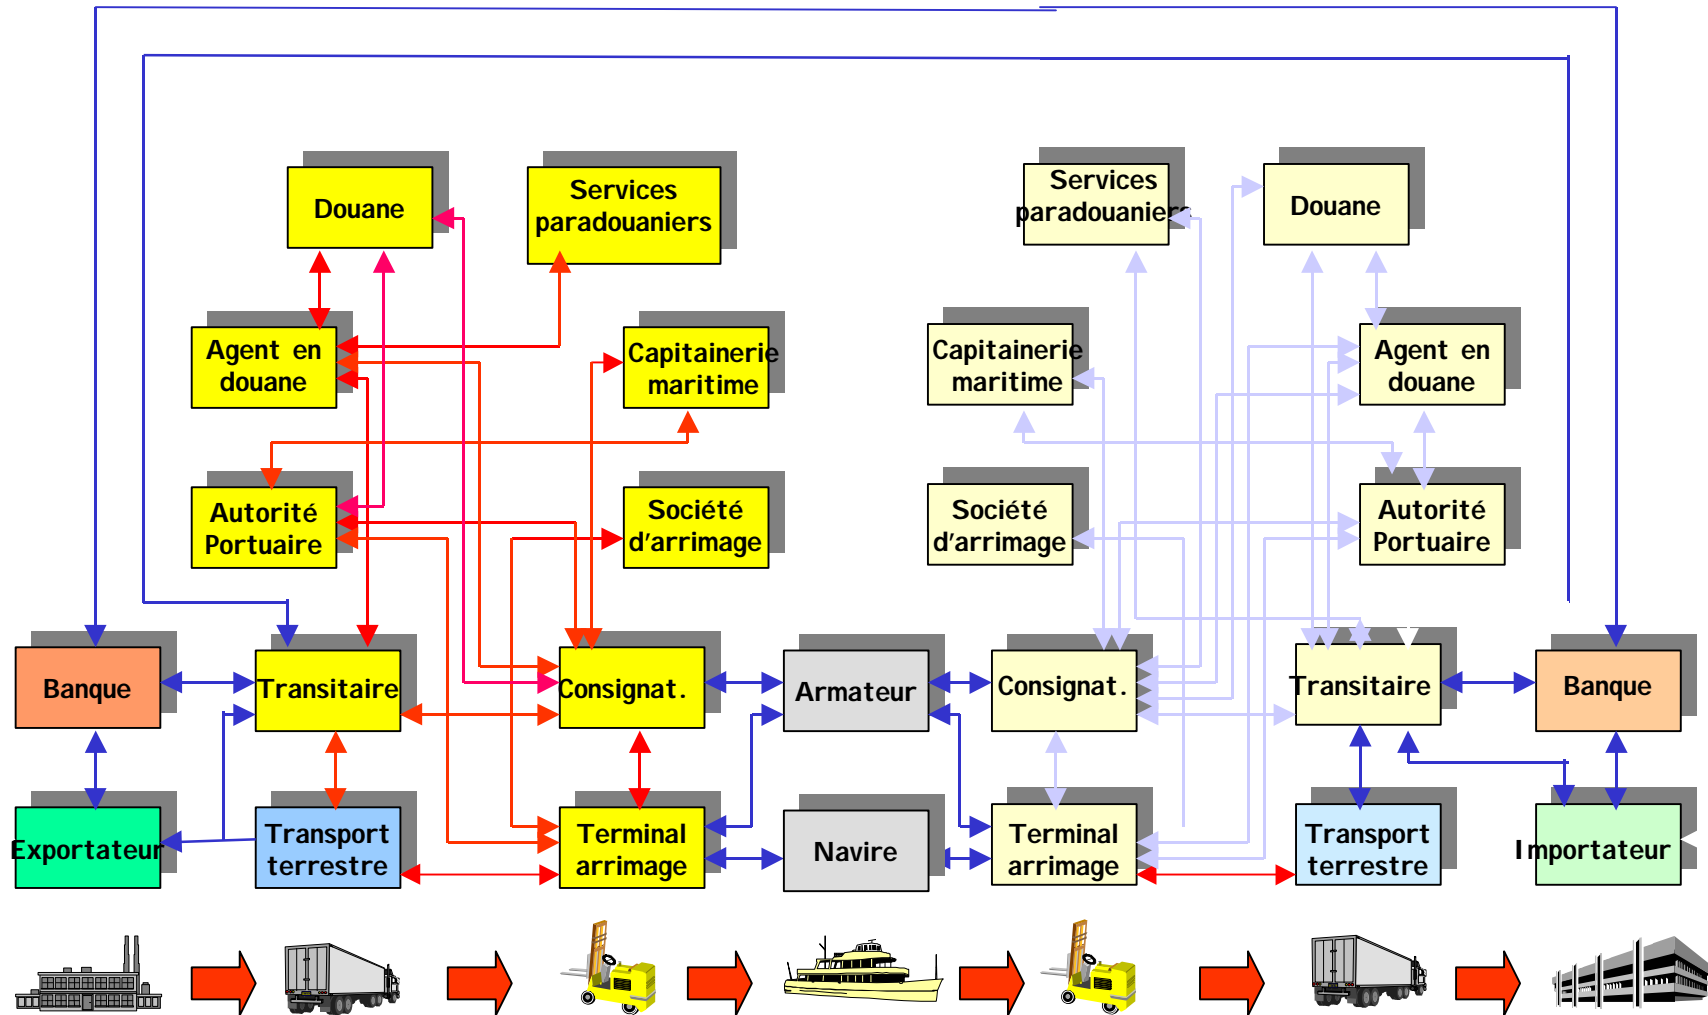 Douane
Services
paradouaniers
Services
paradouaniers
Douane
Agent en
douane
Capitainerie
maritime
Capitainerie
maritime
Agent en
douane
Autorité
Portuaire
Société
d'arrimage
Société
d'arrimage
Autorité
Portuaire
Banque
Transitaire
Consignat.
Armateur
Consignat.
Transitaire
Banque
Exportateur
Transport
terrestre
Terminal
arrimage
Navire
Terminal
arrimage
Transport
terrestre
Importateur